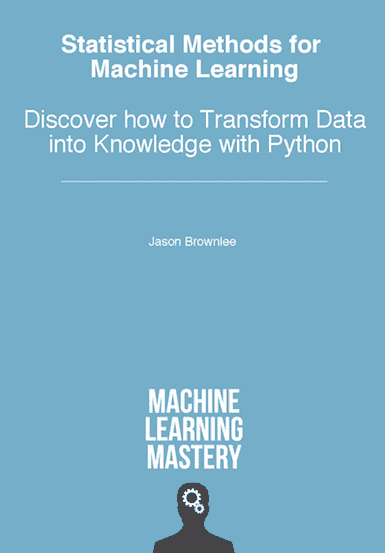 Statistical Methods for
Machine Learning
Discover how to Transform Data
into Knowledge with Python
Jason Brownlee
MACHINE
LEARNING
MASTERY